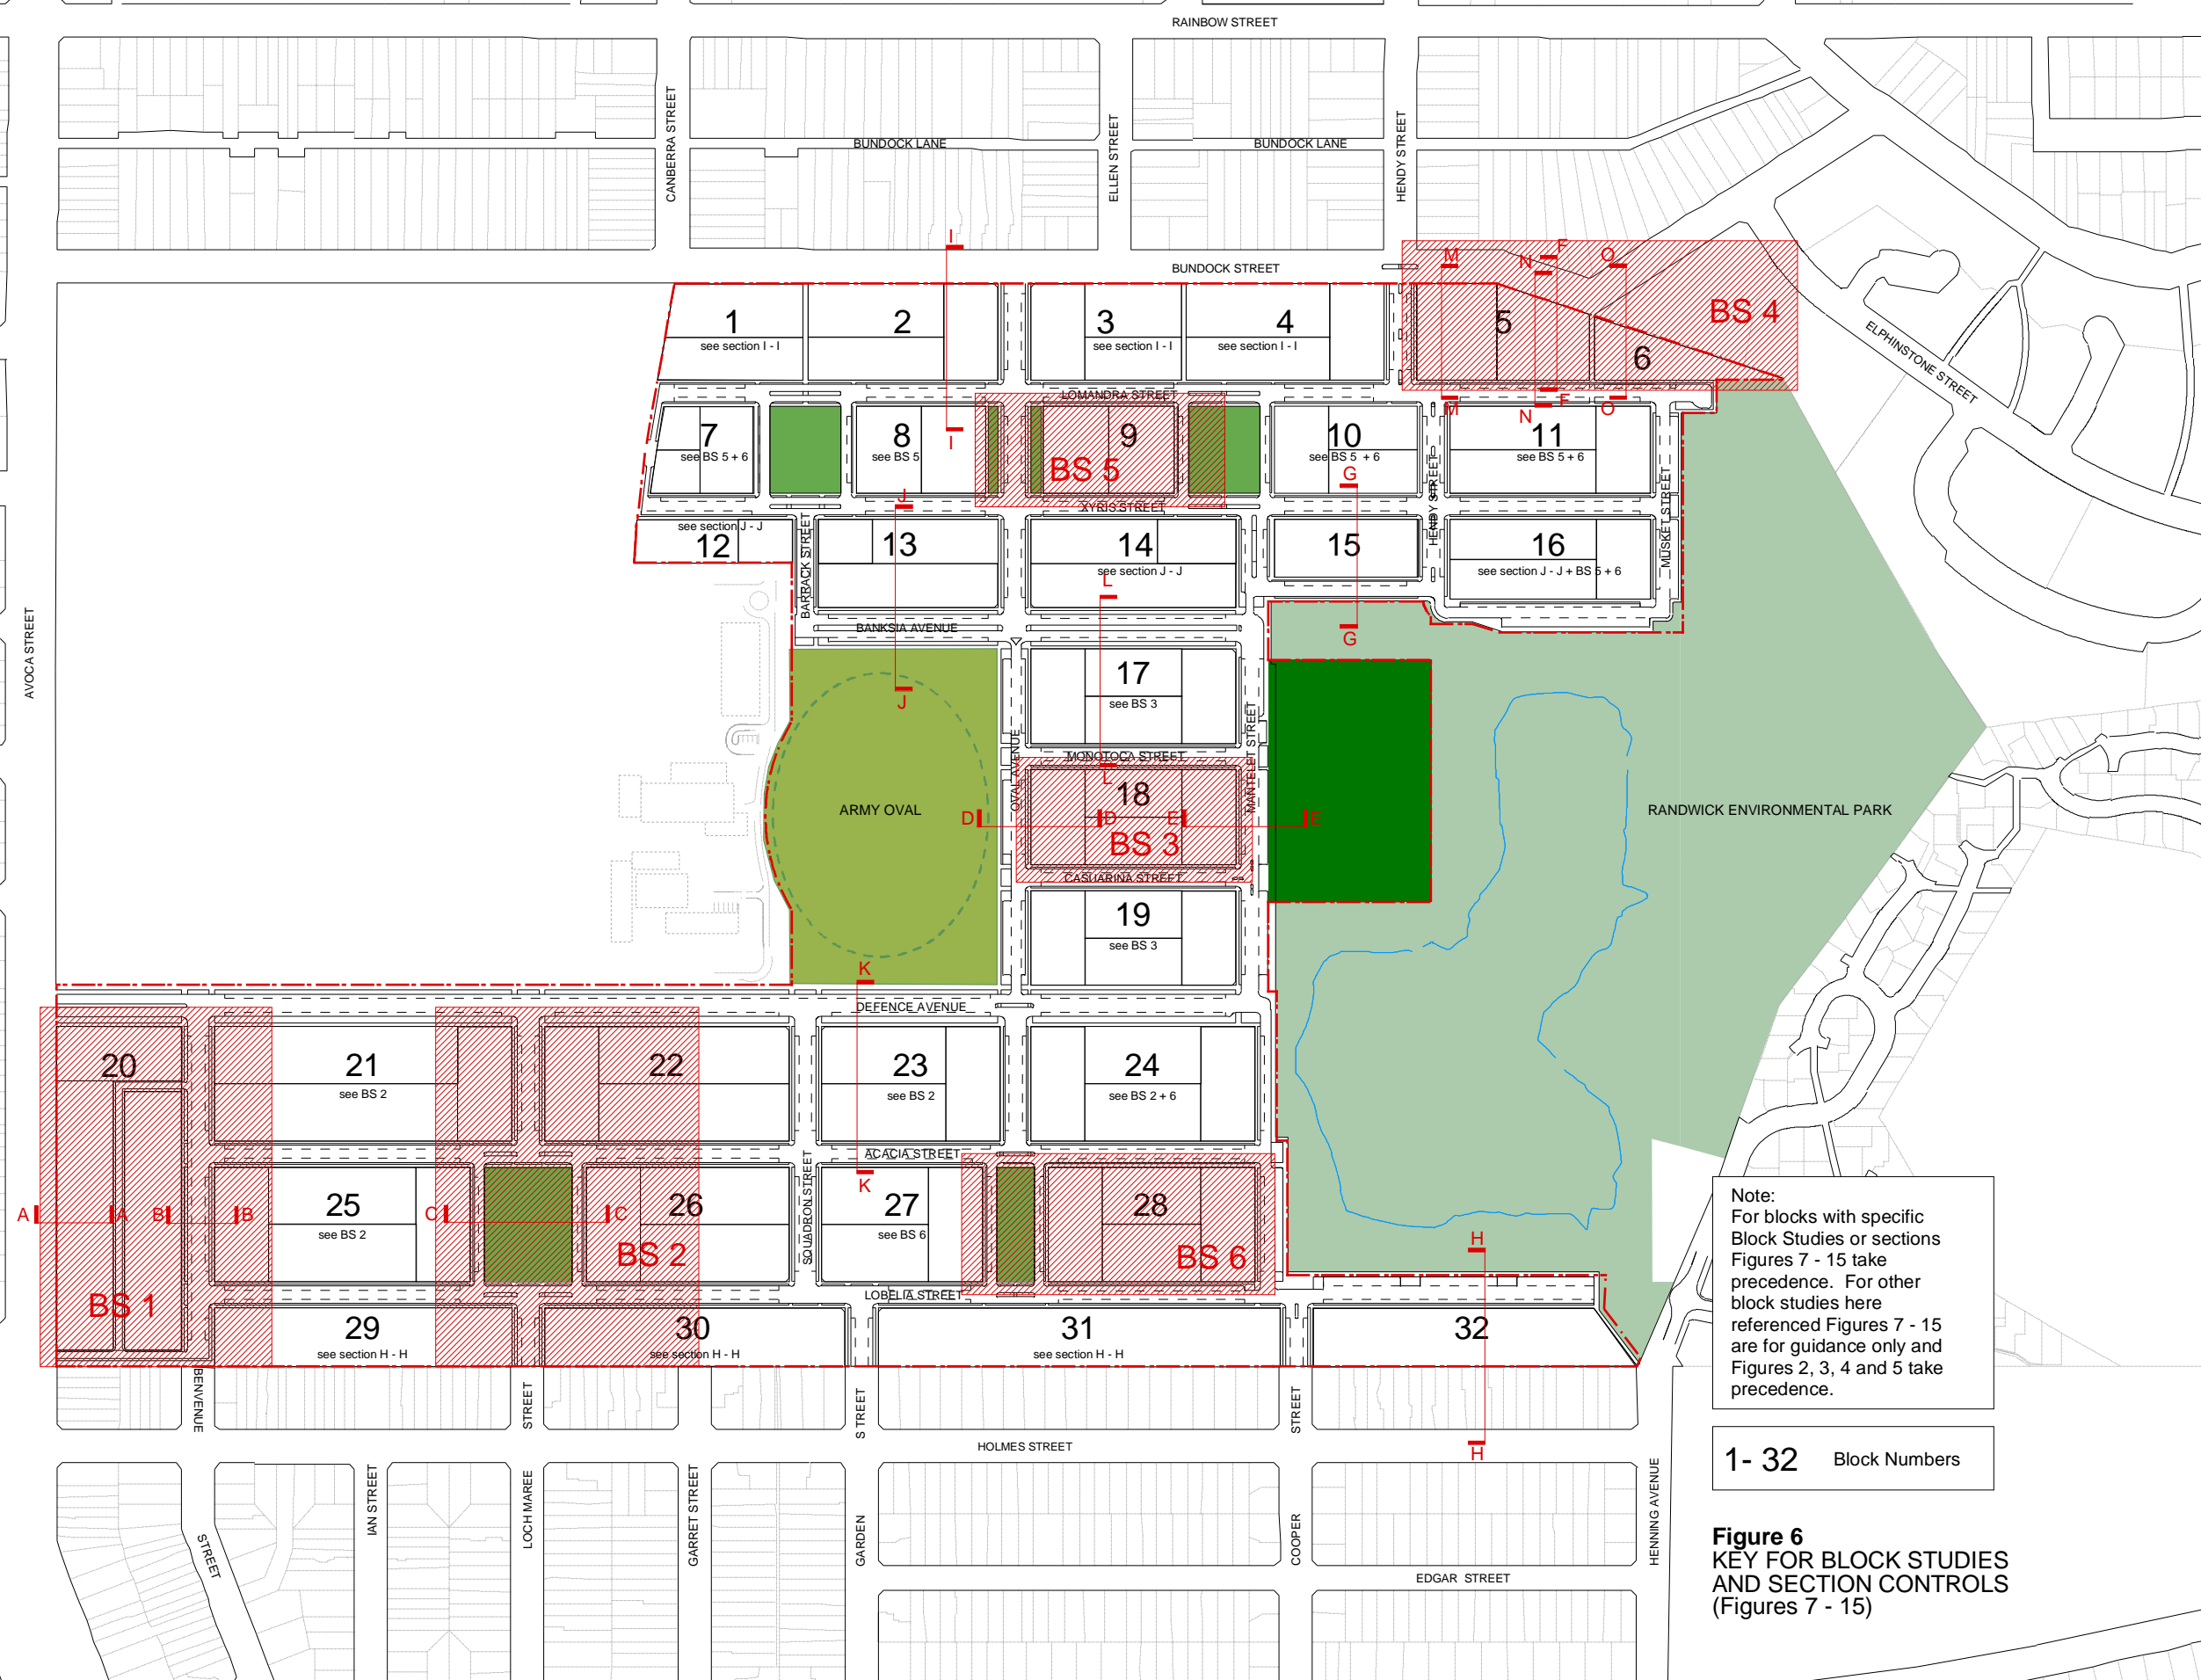 RAINBOW STREET
CANBERRA STREET
BUNDOCK LANE
ELLEN STREET
BUNDOCK LANE
HENDY STREET
I
BUNDOCK STREET
M
N
F
O
BS 4
ELPHINSTONE STREET
1
see section I - I
2
3
see section I - I
4
see section I - I
5
6
LOMANDRA STREET
M
N
F
O
7
see BS 5 + 6
8
see BS 5
I
9
BS 5
10
see BS 5 + 6
G
HENDY STREET
11
see BS 5 + 6
MUSKET STREET
J
XYRIS STREET
see section J - J
12
BARRACK STREET
13
14
see section J - J
L
15
16
see section J - J + BS 5 + 6
AVOCA STREET
BANKSIA AVENUE
G
17
see BS 3
J
OVAL AVENUE
MONOTOCA STREET
L
MANTELET STREET
ARMY OVAL
18
D
D
E
E
BS 3
RANDWICK ENVIRONMENTAL PARK
CASUARINA STREET
19
see BS 3
K
DEFENCE AVENUE
20
21
see BS 2
22
23
see BS 2
24
see BS 2 + 6
ACACIA STREET
K
SQUADRON STREET
A
A
B
B
25
see BS 2
C
C
26
BS 2
27
see BS 6
28
BS 6
H
BS 1
LOBELIA STREET
29
see section H - H
30
see section H - H
31
see section H - H
32
BENVENUE
STREET
STREET
STREET
HOLMES STREET
H
STREET
IAN STREET
LOCH MAREE
GARRET STREET
GARDEN
COOPER
HENNING AVENUE
EDGAR STREET
Note:
For blocks with specific
Block Studies or sections
Figures 7 - 15 take
precedence. For other
block studies here
referenced Figures 7 - 15
are for guidance only and
Figures 2, 3, 4 and 5 take
precedence.
1- 32 Block Numbers
Figure 6
KEY FOR BLOCK STUDIES
AND SECTION CONTROLS
(Figures 7 - 15)